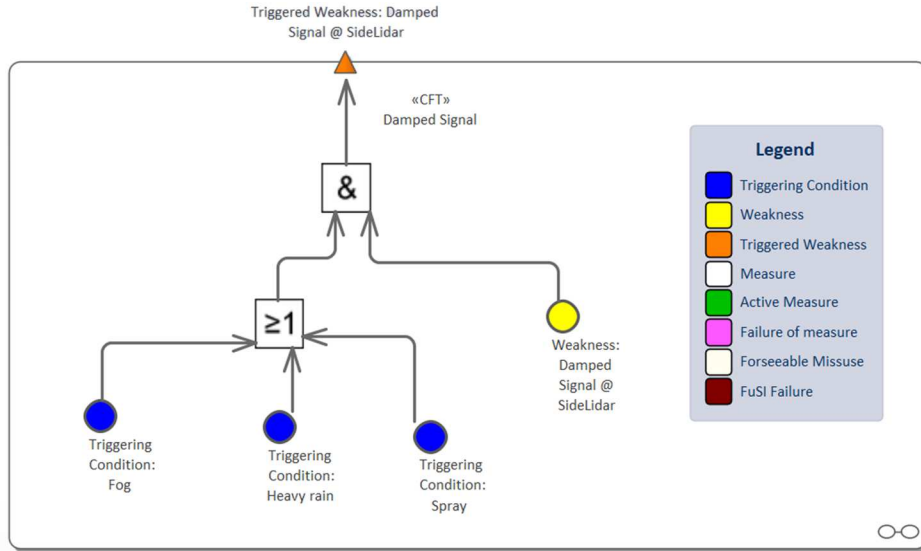 Triggered Weakness: Damped
Signal @ SideLidar
«CFT»
Damped Signal
&
≥1
Weakness:
Damped
Signal @
SideLidar
Triggering
Condition:
Fog
Triggering
Condition:
Heavy rain
Triggering
Condition:
Spray
Legend
Triggering Condition
Weakness
Triggered Weakness
Measure
Active Measure
Failure of measure
Forseeable Missuse
FuSI Failure